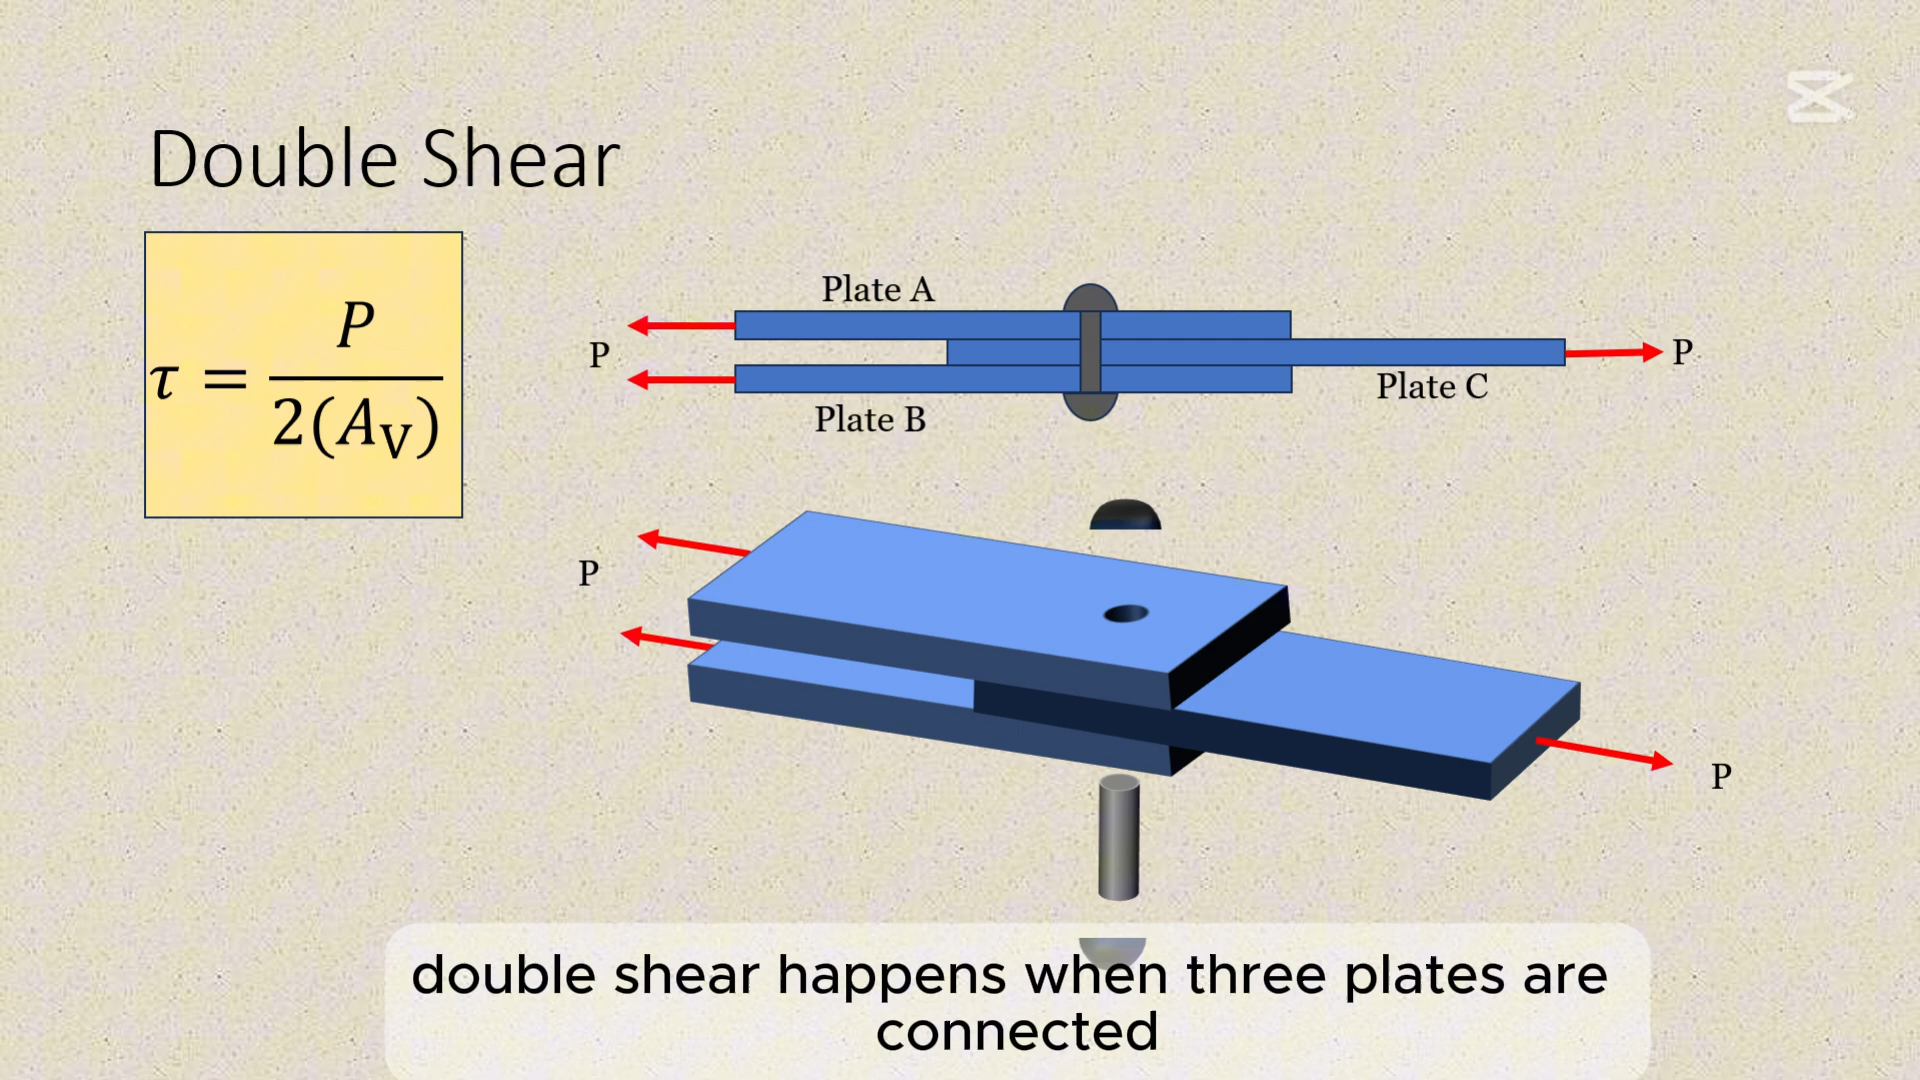 Double Shear
τ = P / 2(A_V)
Plate A
P
P
Plate C
Plate B
P
P
double shear happens when three plates are
connected